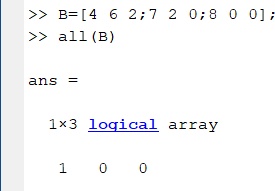 >> B=[4 6 2;7 2 0;8 0 0];
>> all(B)
ans =
1×3 logical array
1 0 0